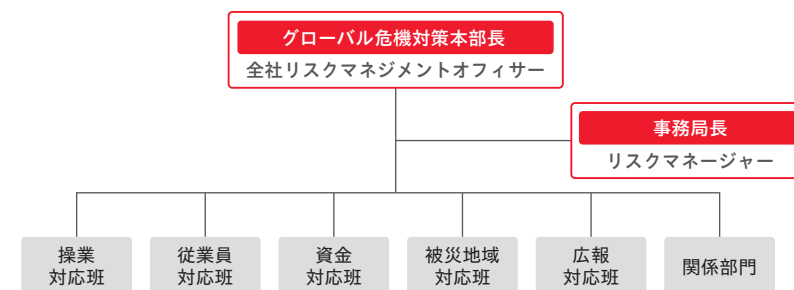 グローバル危機対策本部長
全社リスクマネジメントオフィサー
事務局長
リスクマネージャー
操業
対応班
従業員
対応班
資金
対応班
被災地域
対応班
広報
対応班
関係部門